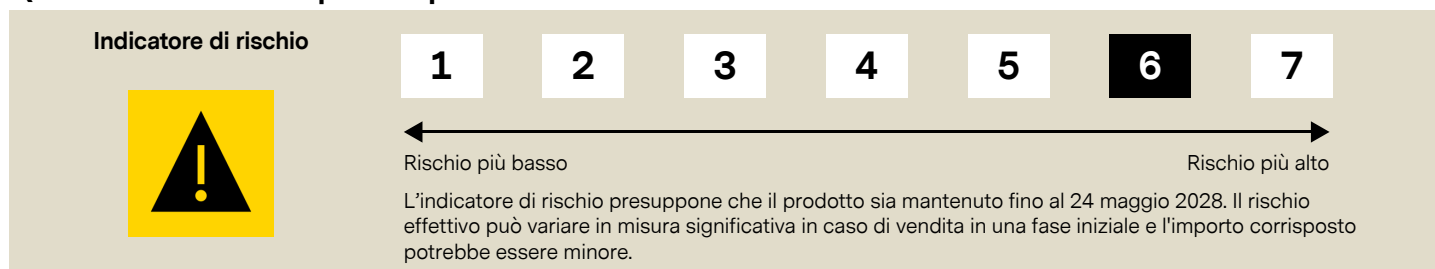 Indicatore di rischio
1 2 3 4 5 6 7
Rischio più basso
Rischio più alto
L'indicatore di rischio presuppone che il prodotto sia mantenuto fino al 24 maggio 2028. Il rischio
effettivo può variare in misura significativa in caso di vendita in una fase iniziale e l'importo corrisposto
potrebbe essere minore.